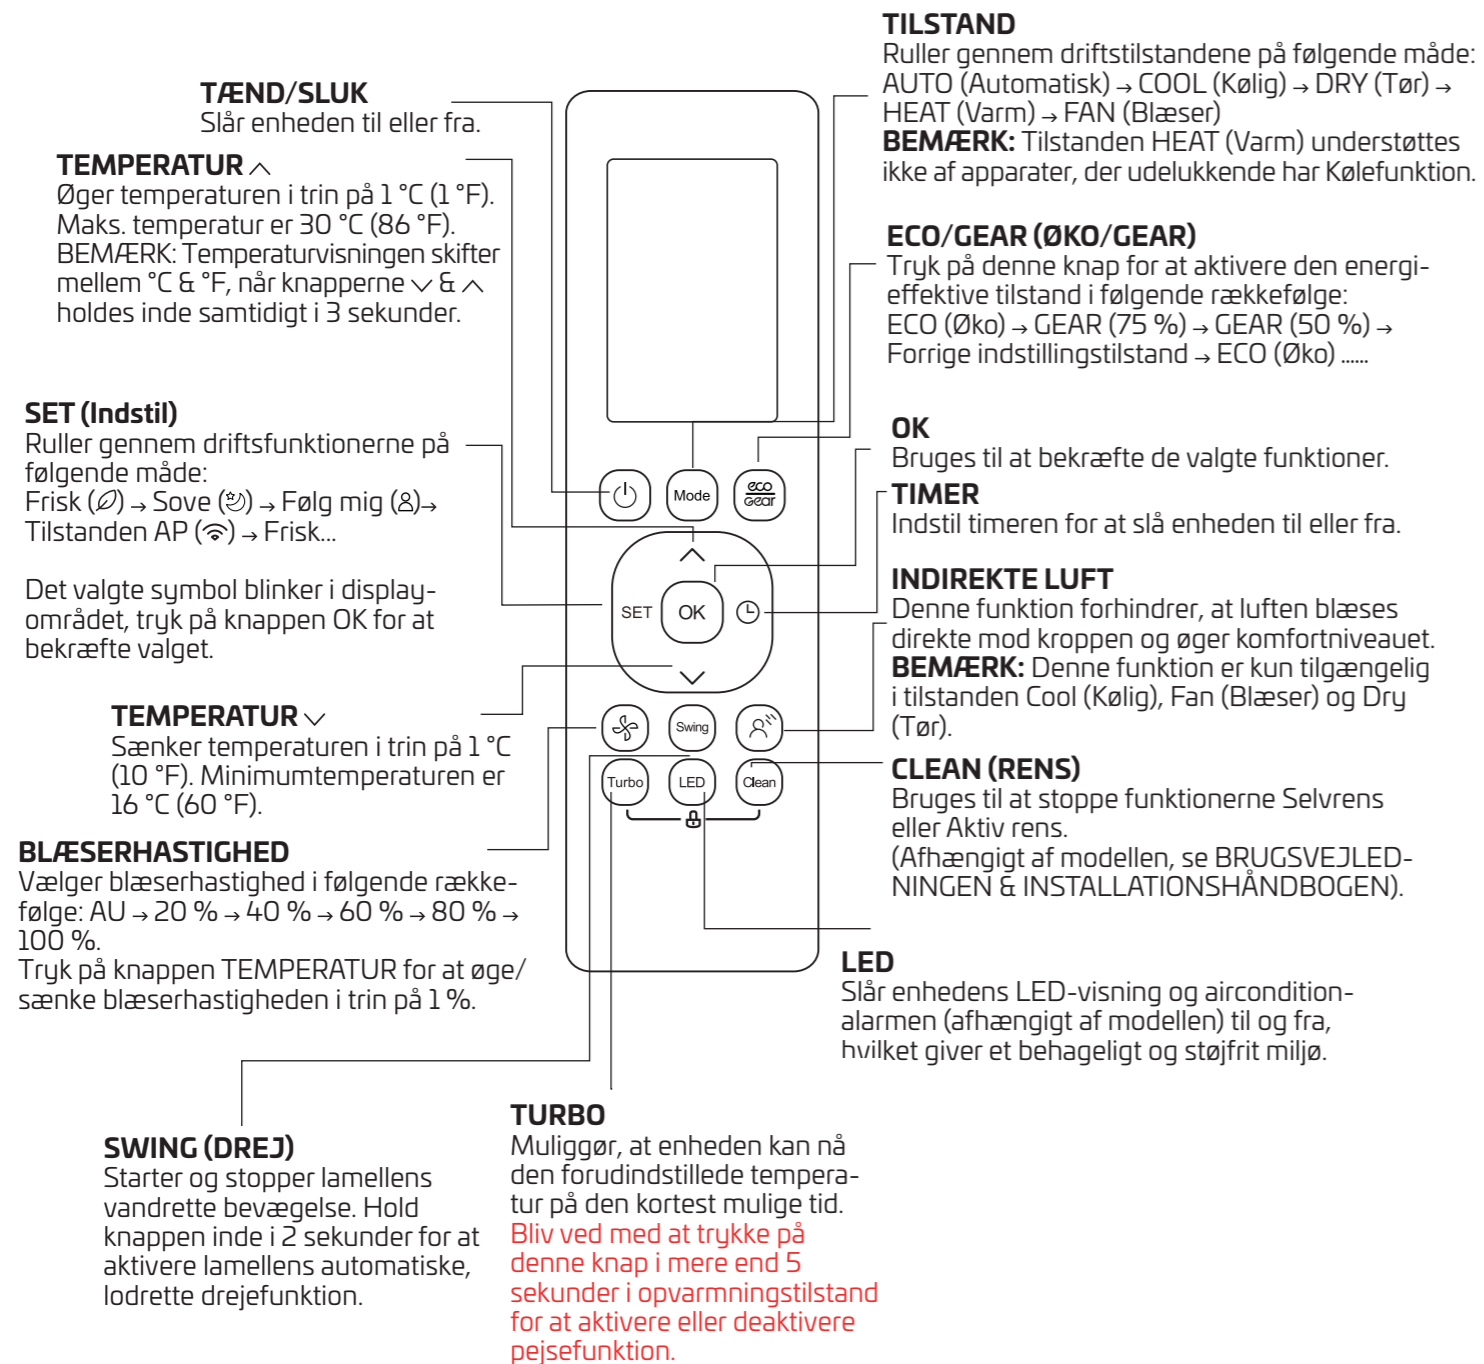 TÆND/SLUK
Slår enheden til eller fra.
TEMPERATUR ︿
Øger temperaturen i trin på 1 °C (1 °F).
Maks. temperatur er 30 °C (86 °F).
BEMÆRK: Temperaturvisningen skifter
mellem °C & °F, når knapperne ﹀ & ︿
holdes inde samtidigt i 3 sekunder.
SET (Indstil)
Ruller gennem driftsfunktionerne på
følgende måde:
Frisk () → Sove () → Følg mig () →
Tilstanden AP () → Frisk...
Det valgte symbol blinker i display-
området, tryk på knappen OK for at
bekræfte valget.
TEMPERATUR ﹀
Sænker temperaturen i trin på 1 °C
(10 °F). Minimumtemperaturen er
16 °C (60 °F).
BLÆSERHASTIGHED
Vælger blæserhastighed i følgende række-
følge: AU → 20 % → 40 % → 60 % → 80 % →
100 %.
Tryk på knappen TEMPERATUR for at øge/
sænke blæserhastigheden i trin på 1 %.
SWING (DREJ)
Starter og stopper lamellens
vandrette bevægelse. Hold
knappen inde i 2 sekunder for at
aktivere lamellens automatiske,
lodrette drejefunktion.
Mode
eco
Gear
SET
OK
Swing
Turbo
LED
Clean
TURBO
Muliggør, at enheden kan nå
den forudindstillede tempera-
tur på den kortest mulige tid.
Bliv ved med at trykke på
denne knap i mere end 5
sekunder i opvarmningstilstand
for at aktivere eller deaktivere
pejsefunktion.
TILSTAND
Ruller gennem driftstilstandene på følgende måde:
AUTO (Automatisk) → COOL (Kølig) → DRY (Tør) →
HEAT (Varm) → FAN (Blæser)
BEMÆRK: Tilstanden HEAT (Varm) understøttes
ikke af apparater, der udelukkende har Kølefunktion.
ECO/GEAR (ØKO/GEAR)
Tryk på denne knap for at aktivere den energi-
effektive tilstand i følgende rækkefølge:
ECO (Øko) → GEAR (75 %) → GEAR (50 %) →
Forrige indstillingstilstand → ECO (Øko) ......
OK
Bruges til at bekræfte de valgte funktioner.
TIMER
Indstil timeren for at slå enheden til eller fra.
INDIREKTE LUFT
Denne funktion forhindrer, at luften blæses
direkte mod kroppen og øger komfortniveauet.
BEMÆRK: Denne funktion er kun tilgængelig
i tilstanden Cool (Kølig), Fan (Blæser) og Dry
(Tør).
CLEAN (RENS)
Bruges til at stoppe funktionerne Selvrens
eller Aktiv rens.
(Afhængigt af modellen, se BRUGSVEJLED-
NINGEN & INSTALLATIONSHÅNDBOGEN).
LED
Slår enhedens LED-visning og aircondition-
alarmen (afhængigt af modellen) til og fra,
hvilket giver et behageligt og støjfrit miljø.